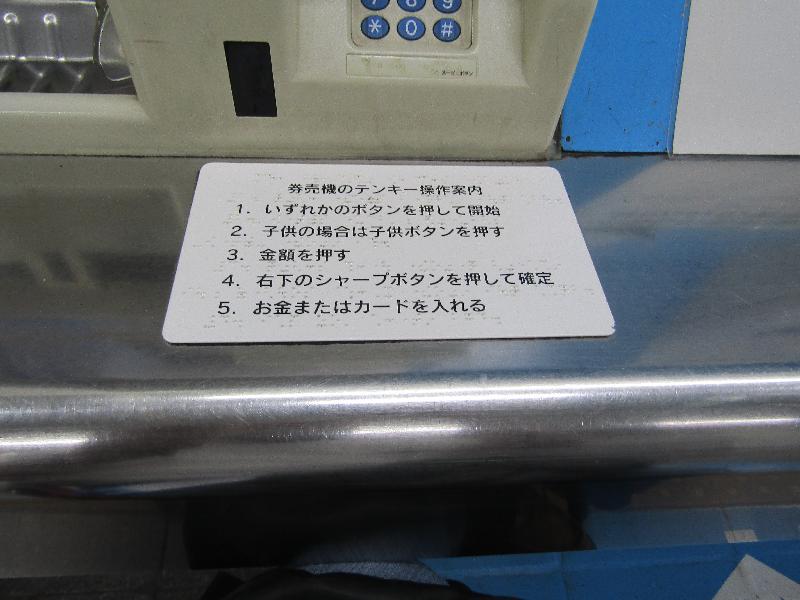 7 8 9
* 0 #
券売機のテンキー操作案内
1. いずれかのボタンを押して開始
2. 子供の場合は子供ボタンを押す
3. 金額を押す
4. 右下のシャープボタンを押して確定
5. お金またはカードを入れる